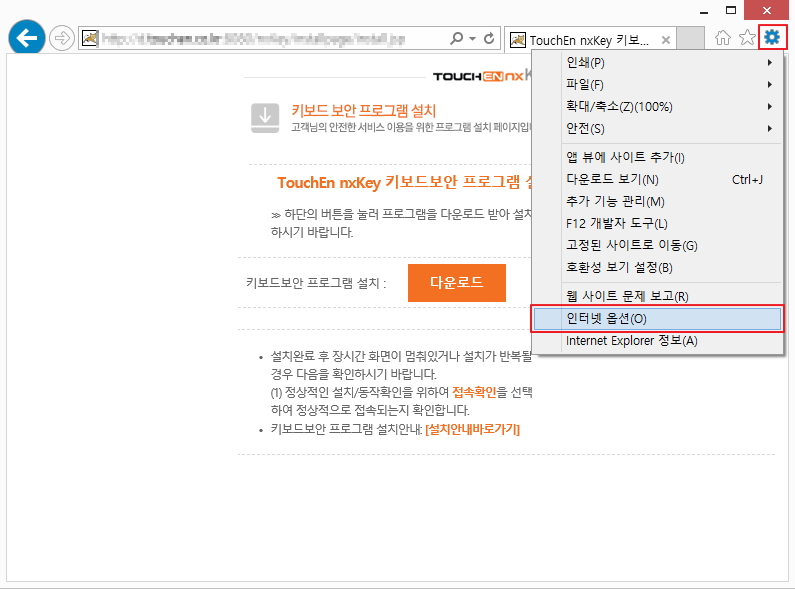 TouchEn nxKey 키보...
인쇄(P)
파일(F)
확대/축소(Z)(100%)
안전(S)
앱 뷰에 사이트 추가(I)
다운로드 보기(N) Ctrl+J
추가 기능 관리(M)
F12 개발자 도구(L)
고정된 사이트로 이동(G)
호환성 보기 설정(B)
웹 사이트 문제 보고(R)
인터넷 옵션(O)
Internet Explorer 정보(A)
TOUCHENnxK
키보드 보안 프로그램 설치
고객님의 안전한 서비스 이용을 위한 프로그램 설치 페이지입
TouchEn nxKey 키보드보안 프로그램
≫ 하단의 버튼을 눌러 프로그램을 다운로드 받아 설치
하시기 바랍니다.
키보드보안 프로그램 설치 : 다운로드
• 설치완료 후 장시간 화면이 멈춰있거나 설치가 반복될
경우 다음을 확인하시기 바랍니다.
(1) 정상적인 설치/동작확인을 위하여 접속확인을 선택
하여 정상적으로 접속되는지 확인합니다.
• 키보드보안 프로그램 설치안내: [설치안내바로가기]